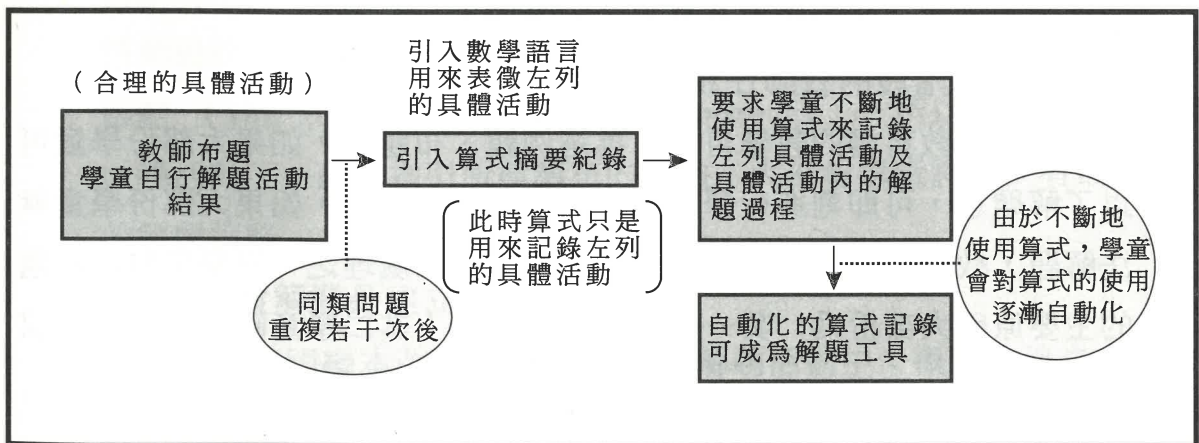 （合理的具體活動）
教師布題
學童自行解題活動
結果
同類問題
重複若干次後
引入數學語言
用來表徵左列
的具體活動
引入算式摘要紀錄
此時算式只是
用來記錄左列
的具體活動
要求學童不斷地
使用算式來記錄
左列具體活動及
具體活動內的解
題過程
由於不斷地
使用算式，學童
會對算式的使用
逐漸自動化
自動化的算式記錄
可成爲解題工具